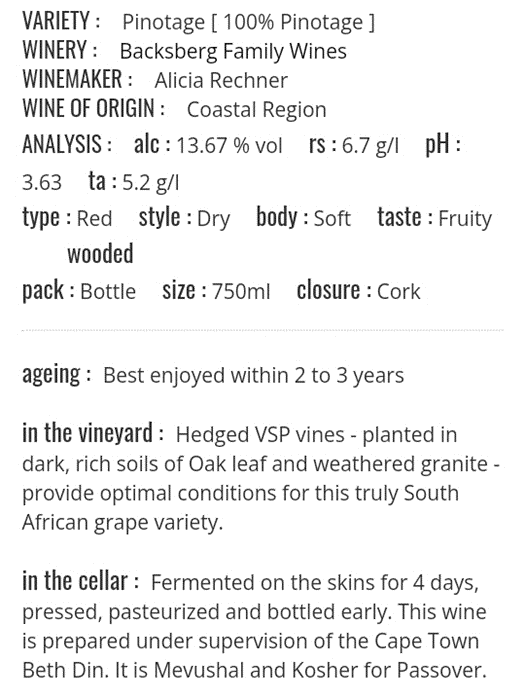 VARIETY : Pinotage [ 100% Pinotage ]
WINERY : Backsberg Family Wines
WINEMAKER : Alicia Rechner
WINE OF ORIGIN : Coastal Region
ANALYSIS : alc : 13.67 % vol rs : 6.7 g/l pH :
3.63 ta : 5.2 g/l
type : Red style : Dry body : Soft taste : Fruity
wooded
pack : Bottle size : 750ml closure : Cork
ageing : Best enjoyed within 2 to 3 years
in the vineyard : Hedged VSP vines - planted in
dark, rich soils of Oak leaf and weathered granite -
provide optimal conditions for this truly South
African grape variety.
in the cellar : Fermented on the skins for 4 days,
pressed, pasteurized and bottled early. This wine
is prepared under supervision of the Cape Town
Beth Din. It is Mevushal and Kosher for Passover.